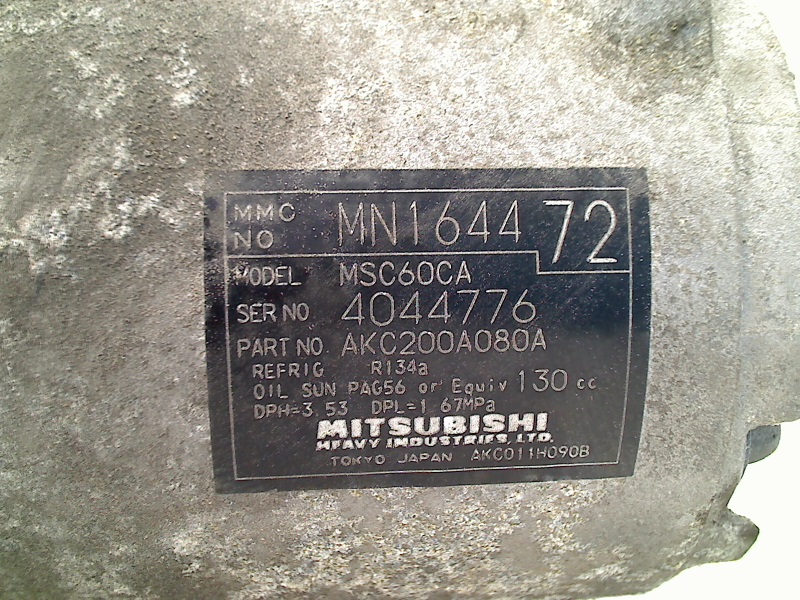 MMC NO MN164472
MODEL MSC60CA
SER NO 4044776
PART NO AKC200A080A
REFRIG R134a
OIL SUN PAG56 or Equiv 130 cc
DPH=3.53 DPL=1.67MPa
MITSUBISHI
HEAVY INDUSTRIES, LTD.
TOKYO JAPAN AKC011H090B